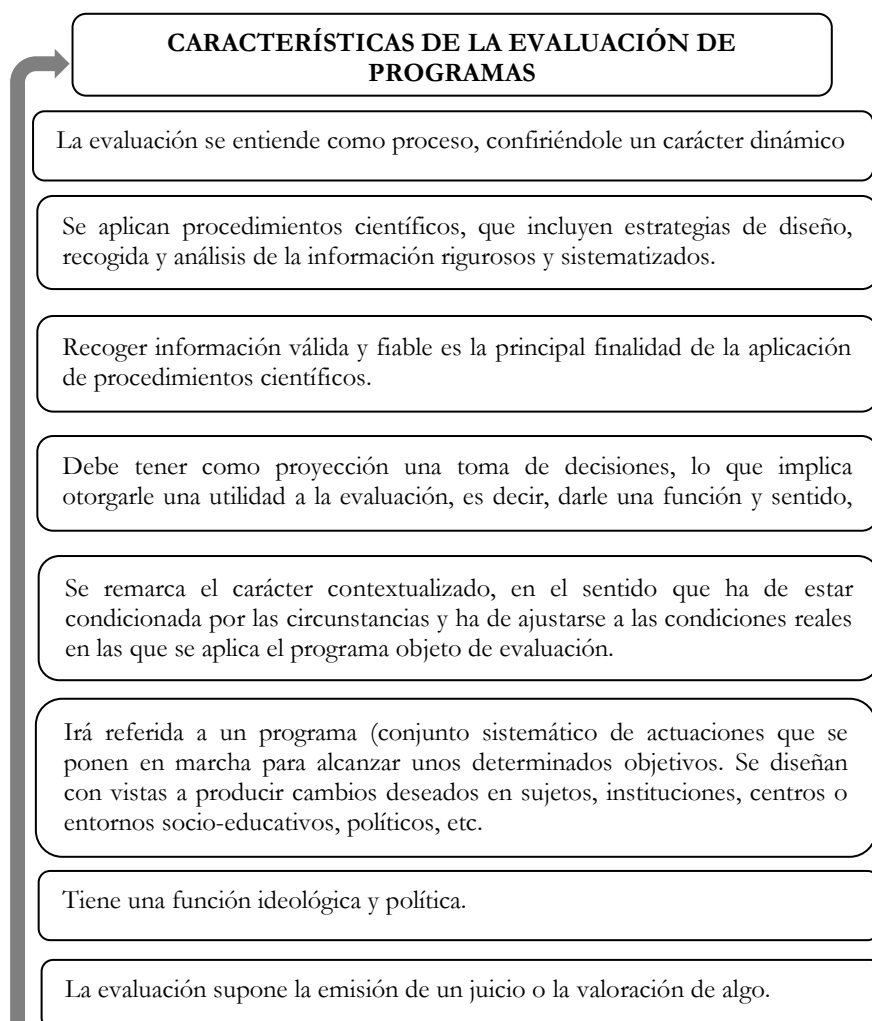 CARACTERÍSTICAS DE LA EVALUACIÓN DE
PROGRAMAS
La evaluación se entiende como proceso, confiriéndole un carácter dinámico
Se aplican procedimientos científicos, que incluyen estrategias de diseño,
recogida y análisis de la información rigurosos y sistematizados.
Recoger información válida y fiable es la principal finalidad de la aplicación
de procedimientos científicos.
Debe tener como proyección una toma de decisiones, lo que implica
otorgarle una utilidad a la evaluación, es decir, darle una función y sentido,
Se remarca el carácter contextualizado, en el sentido que ha de estar
condicionada por las circunstancias y ha de ajustarse a las condiciones reales
en las que se aplica el programa objeto de evaluación.
Irá referida a un programa (conjunto sistemático de actuaciones que se
ponen en marcha para alcanzar unos determinados objetivos. Se diseñan
con vistas a producir cambios deseados en sujetos, instituciones, centros o
entornos socio-educativos, políticos, etc.
Tiene una función ideológica y política.
La evaluación supone la emisión de un juicio o la valoración de algo.